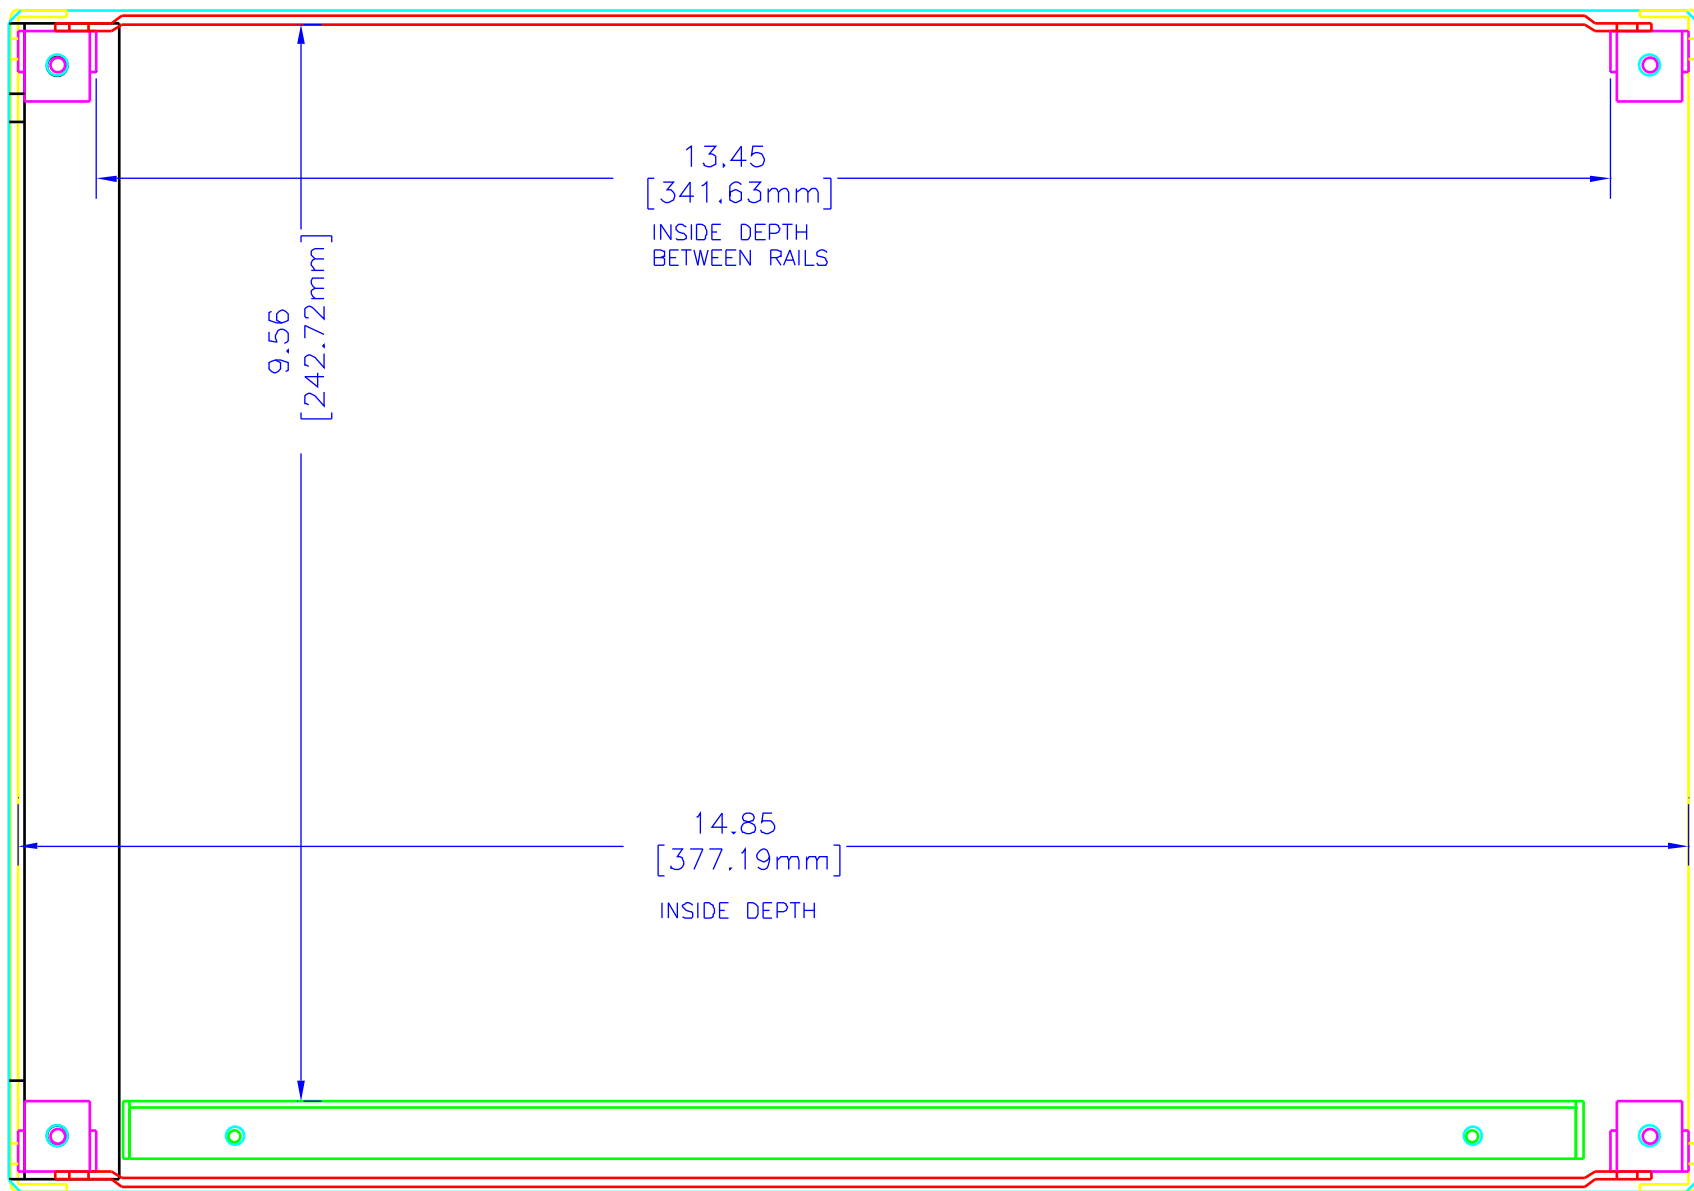 13.45
[341.63mm]
INSIDE DEPTH
BETWEEN RAILS
9.56
[242.72mm]
14.85
[377.19mm]
INSIDE DEPTH